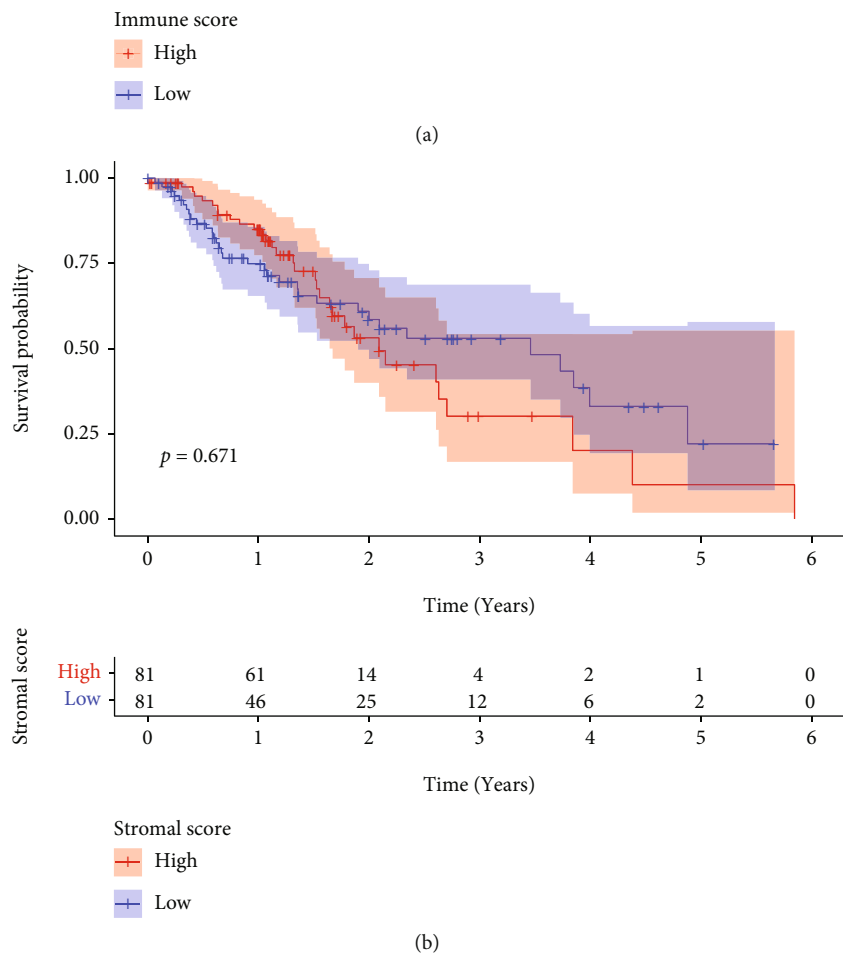 Immune score
High
Low
(a)
1.00
0.75
0.50
0.25
0.00
Survival probability
p = 0.671
0 1 2 3 4 5 6
Time (Years)
Stromal score
High 81 61 14 4 2 1 0
Low 81 46 25 12 6 2 0
0 1 2 3 4 5 6
Time (Years)
Stromal score
High
Low
(b)